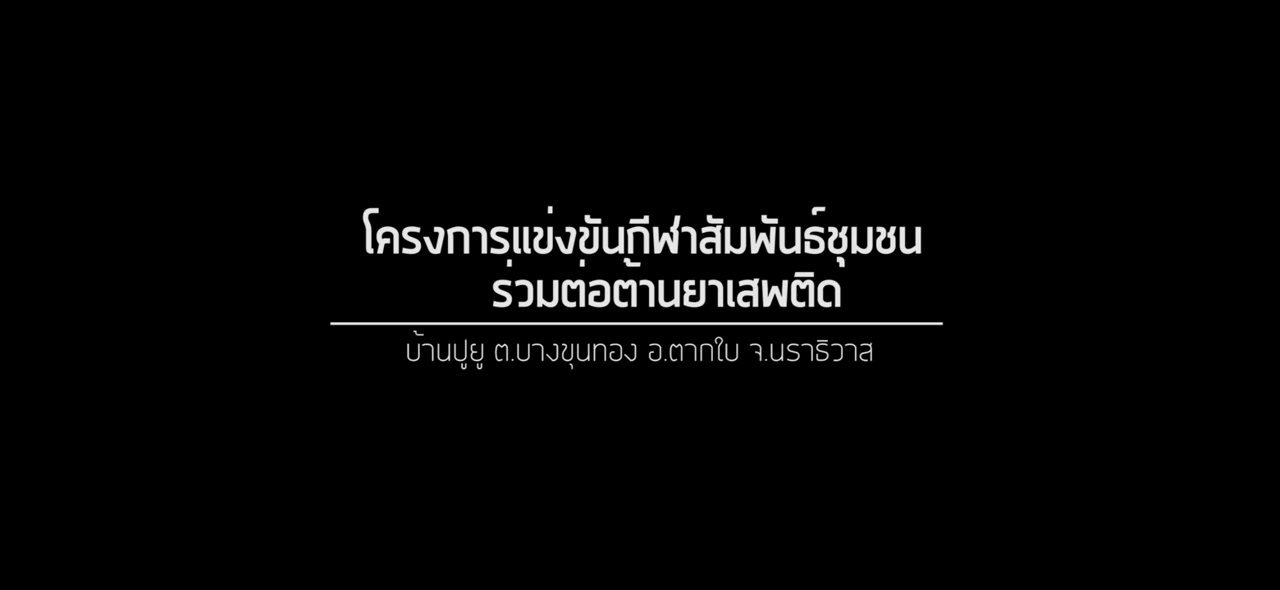 โครงการแข่งขันกีฬาสัมพันธ์ชุมชน
ร่วมต่อต้านยาเสพติด
บ้านปูยู ต.บางขุนทอง อ.ตากใบ จ.นราธิวาส